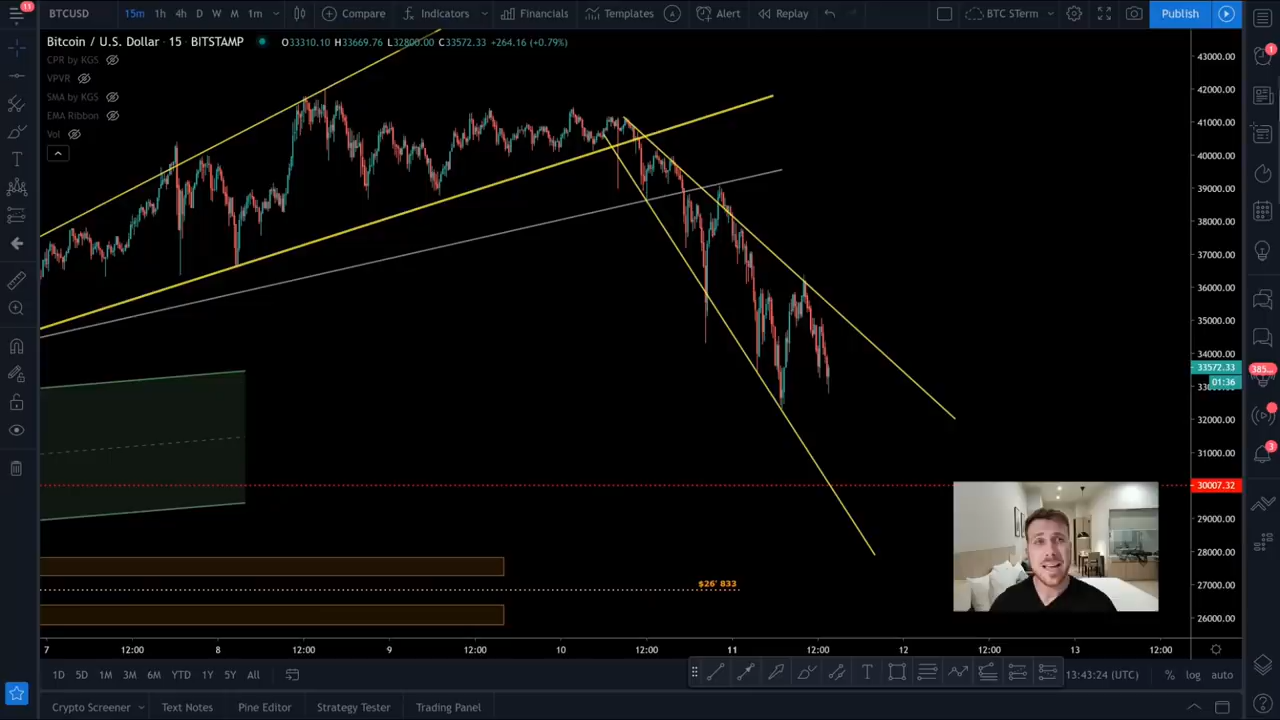 11
BTCUSD 15m 1h 4h D W M 1m Compare Indicators Financials Templates Alert Replay BTC STerm Publish
Bitcoin / U.S. Dollar · 15 · BITSTAMP O33310.10 H33669.76 L32800.00 C33572.33 +264.16 (+0.79%)
CPR by KGS
VPVR
SMA by KGS
EMA Ribbon
Vol
43000.00
42000.00
41000.00
40000.00
39000.00
38000.00
37000.00
36000.00
35000.00
34000.00
33572.33
01:36
32000.00
31000.00
30007.32
29000.00
28000.00
27000.00
26000.00
$26' 833
1
385...
3
7 12:00 8 12:00 9 12:00 10 12:00 11 12:00 12 12:00 13 12:00
1D 5D 1M 3M 6M YTD 1Y 5Y All 13:43:24 (UTC) % log auto
Crypto Screener Text Notes Pine Editor Strategy Tester Trading Panel